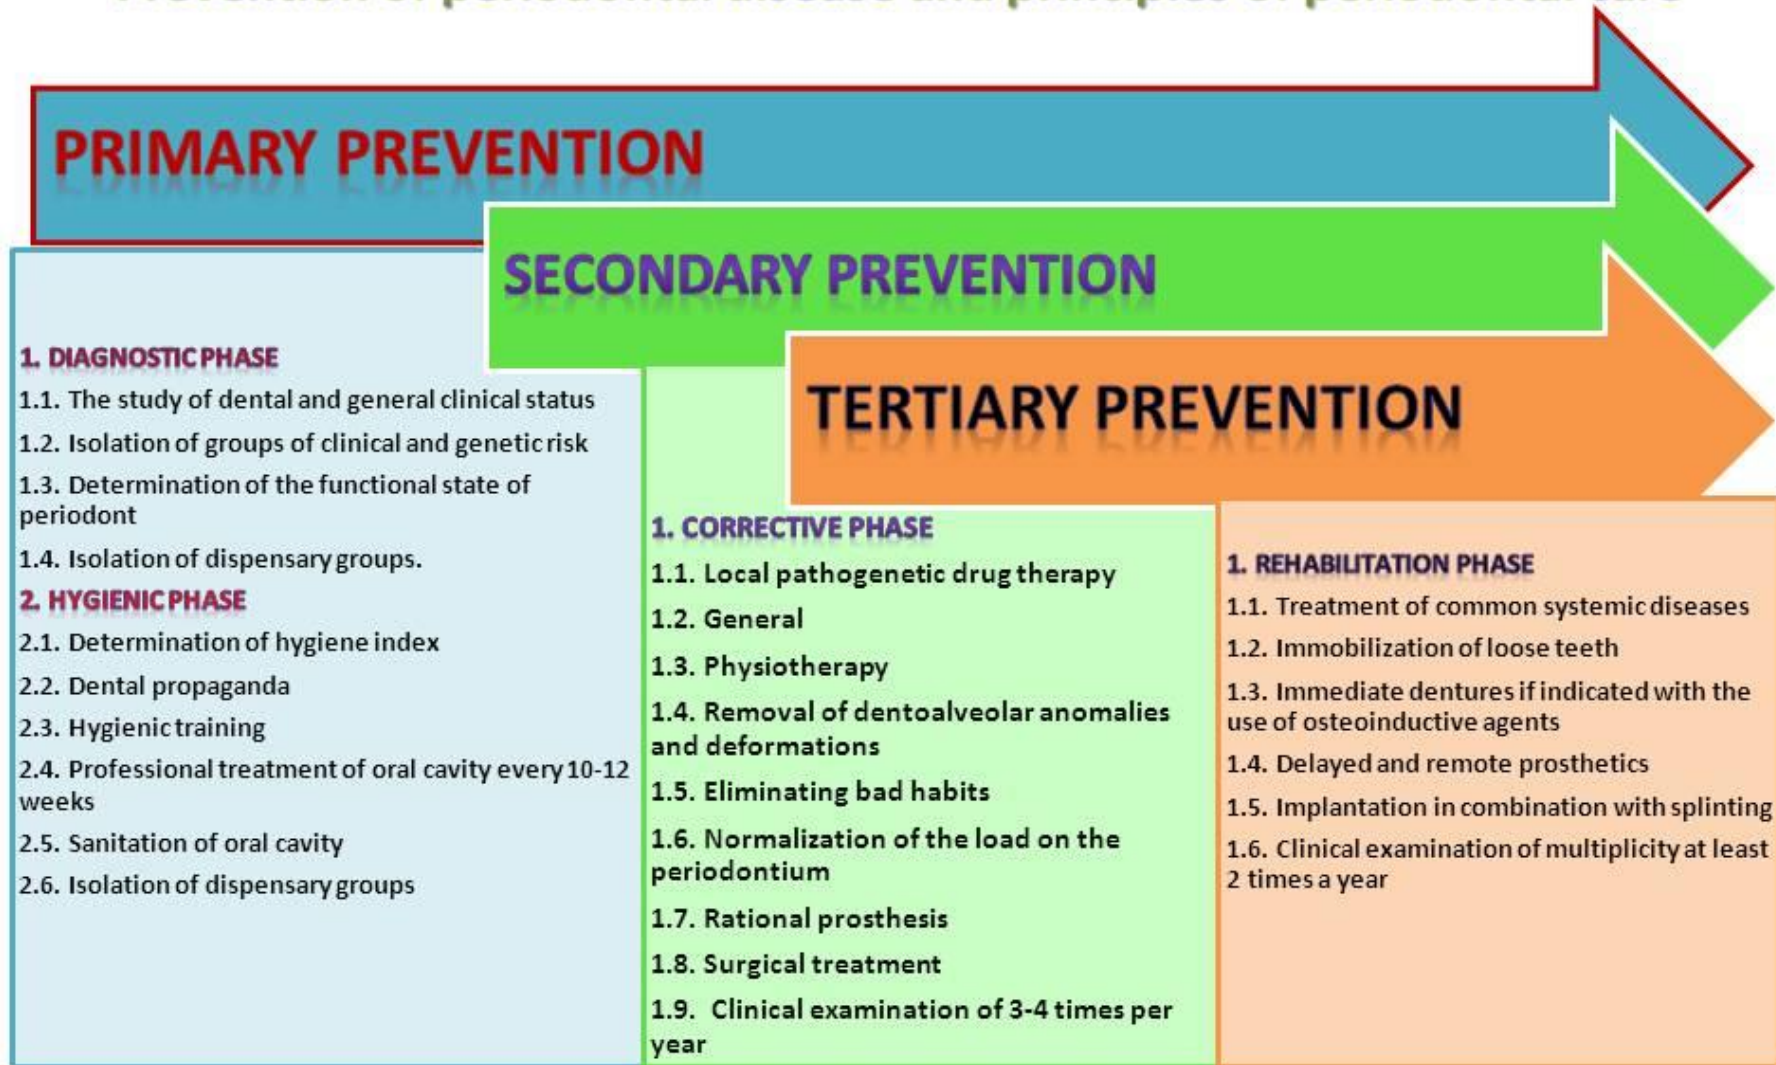 Prevention of periodontal disease and principles of periodontal care
PRIMARY PREVENTION
SECONDARY PREVENTION
TERTIARY PREVENTION
1. DIAGNOSTIC PHASE
1.1. The study of dental and general clinical status
1.2. Isolation of groups of clinical and genetic risk
1.3. Determination of the functional state of
periodont
1.4. Isolation of dispensary groups.
2. HYGIENIC PHASE
2.1. Determination of hygiene index
2.2. Dental propaganda
2.3. Hygienic training
2.4. Professional treatment of oral cavity every 10-12
weeks
2.5. Sanitation of oral cavity
2.6. Isolation of dispensary groups
1. CORRECTIVE PHASE
1.1. Local pathogenetic drug therapy
1.2. General
1.3. Physiotherapy
1.4. Removal of dentoalveolar anomalies
and deformations
1.5. Eliminating bad habits
1.6. Normalization of the load on the
periodontium
1.7. Rational prosthesis
1.8. Surgical treatment
1.9. Clinical examination of 3-4 times per
year
1. REHABILITATION PHASE
1.1. Treatment of common systemic diseases
1.2. Immobilization of loose teeth
1.3. Immediate dentures if indicated with the
use of osteoinductive agents
1.4. Delayed and remote prosthetics
1.5. Implantation in combination with splinting
1.6. Clinical examination of multiplicity at least
2 times a year